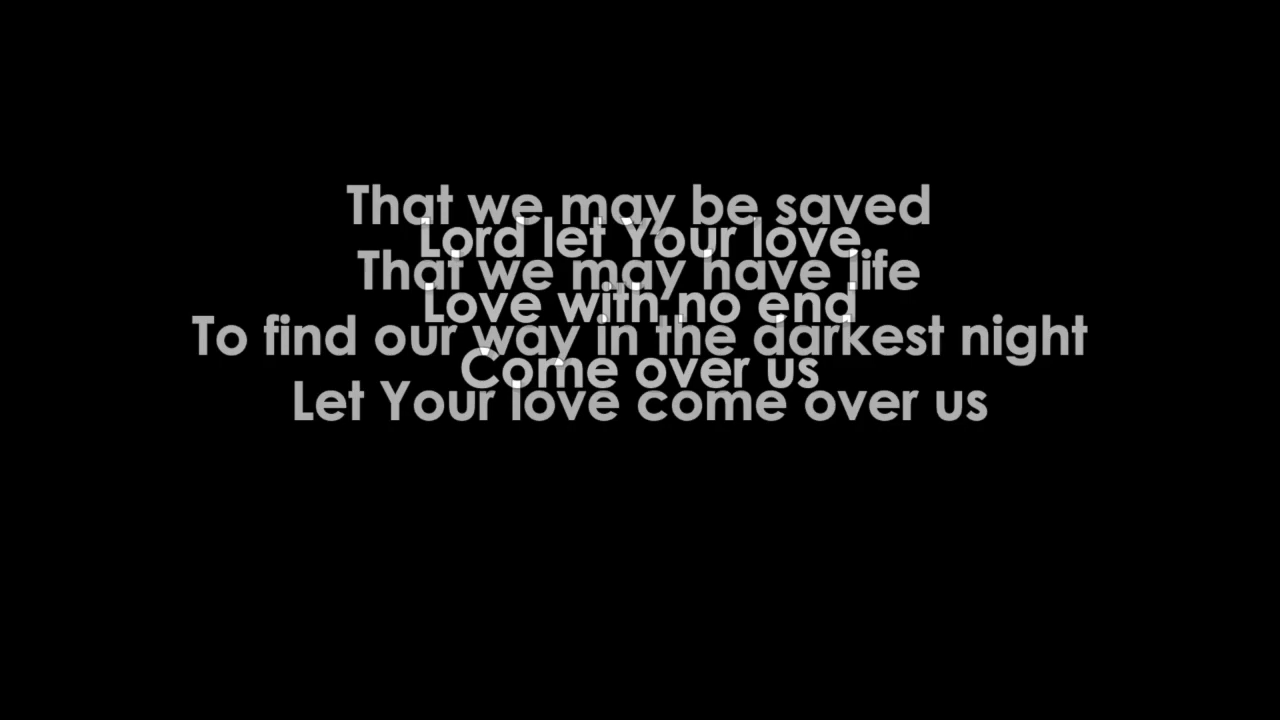 That we may be saved
Lord let Your love
That we may have life
Love with no end
To find our way in the darkest night
Come over us
Let Your love come over us